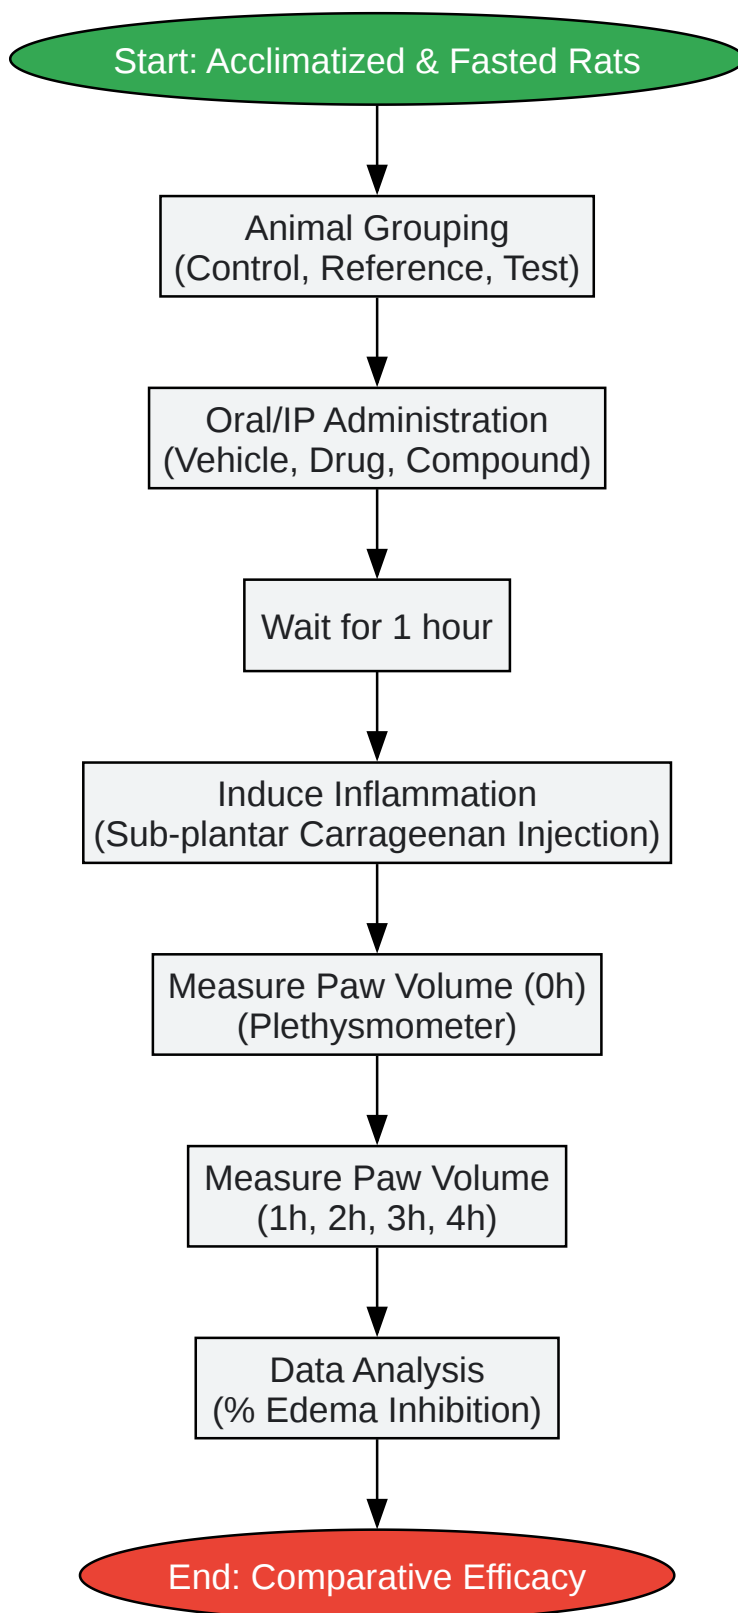 Start: Acclimatized & Fasted Rats
Animal Grouping
(Control, Reference, Test)
Oral/IP Administration
(Vehicle, Drug, Compound)
Wait for 1 hour
Induce Inflammation
(Sub-plantar Carrageenan Injection)
Measure Paw Volume (0h)
(Plethysmometer)
Measure Paw Volume
(1h, 2h, 3h, 4h)
Data Analysis
(% Edema Inhibition)
End: Comparative Efficacy